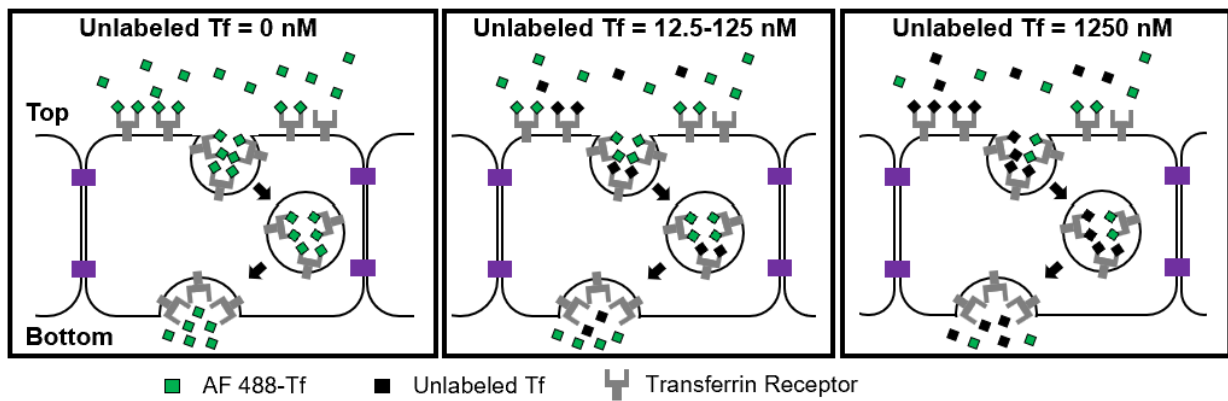 Unlabeled Tf = 0 nM
Unlabeled Tf = 12.5-125 nM
Unlabeled Tf = 1250 nM
Top
Bottom
AF 488-Tf
Unlabeled Tf
Transferrin Receptor